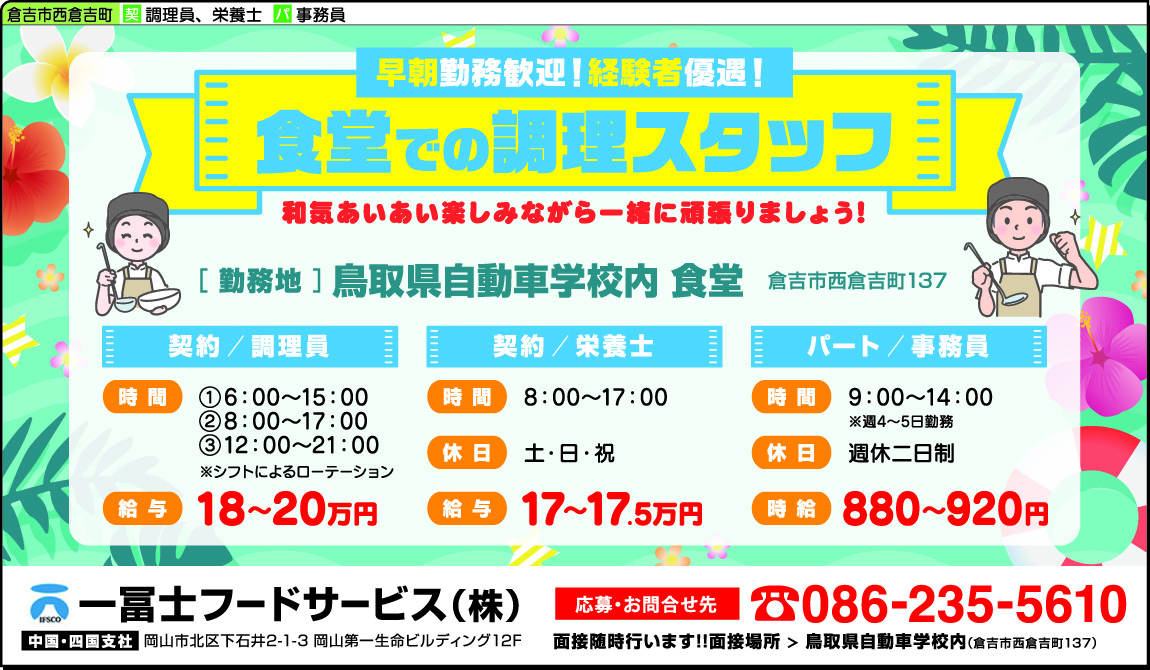 倉吉市西倉吉町 契 調理員、栄養士 パ 事務員
早朝勤務歓迎!経験者優遇!
食堂での調理スタッフ
和気あいあい楽しみながら一緒に頑張りましょう!
[ 勤務地 ] 鳥取県自動車学校内 食堂 倉吉市西倉吉町137
契約/調理員
時間 ①6:00〜15:00
②8:00〜17:00
③12:00〜21:00
※シフトによるローテーション
給与 18〜20万円
契約/栄養士
時間 8:00〜17:00
休日 土・日・祝
給与 17〜17.5万円
パート/事務員
時間 9:00〜14:00
※週4〜5日勤務
休日 週休二日制
時給 880〜920円
IFSCO
一冨士フードサービス(株)
中国・四国支社 岡山市北区下石井2-1-3 岡山第一生命ビルディング12F
応募・お問合せ先 ☎086-235-5610
面接随時行います!!面接場所 > 鳥取県自動車学校内(倉吉市西倉吉町137)